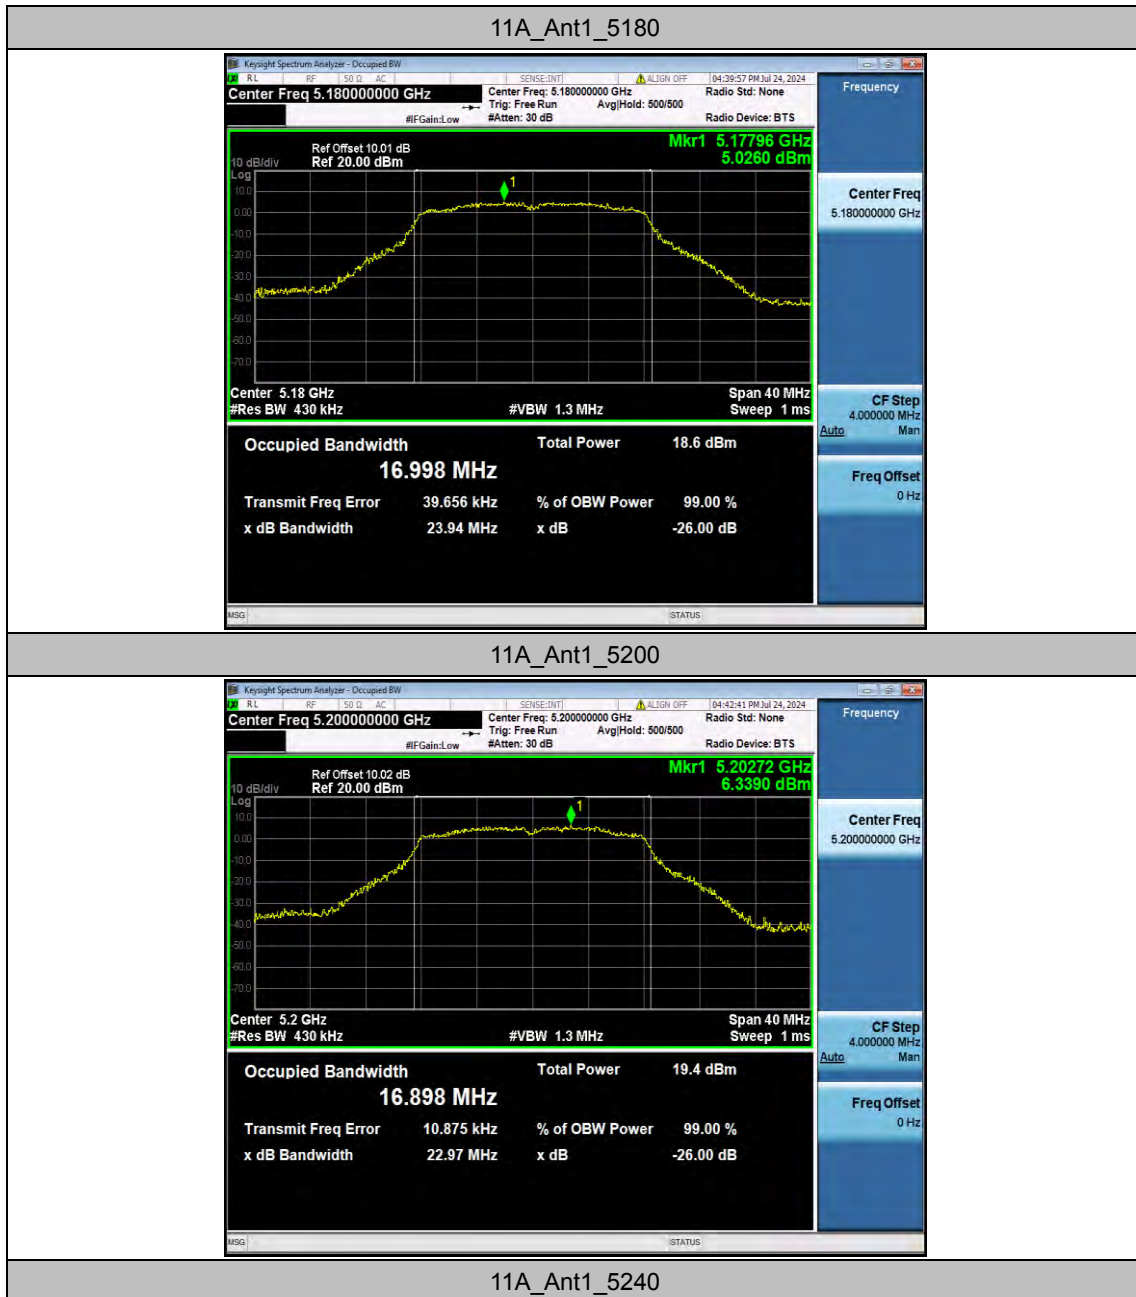 11A_Ant1_5180
Keysight Spectrum Analyzer - Occupied BW
RL RF 50 Ω AC SENSE:INT ALIGN OFF 04:39:57 PM Jul 24, 2024
Center Freq 5.180000000 GHz
Center Freq: 5.180000000 GHz Radio Std: None
Trig: Free Run Avg|Hold: 500/500
#IFGain:Low #Atten: 30 dB Radio Device: BTS
Frequency
Mkr1 5.17796 GHz
5.0260 dBm
Ref Offset 10.01 dB
10 dB/div Ref 20.00 dBm
Log
10.0
0.00
-10.0
-20.0
-30.0
-40.0
-50.0
-60.0
-70.0
1
Center 5.18 GHz Span 40 MHz
#Res BW 430 kHz #VBW 1.3 MHz Sweep 1 ms
Center Freq
5.180000000 GHz
CF Step
4.000000 MHz
Auto Man
Freq Offset
0 Hz
Occupied Bandwidth Total Power 18.6 dBm
16.998 MHz
Transmit Freq Error 39.656 kHz % of OBW Power 99.00 %
x dB Bandwidth 23.94 MHz x dB -26.00 dB
MSG STATUS
11A_Ant1_5200
Keysight Spectrum Analyzer - Occupied BW
RL RF 50 Ω AC SENSE:INT ALIGN OFF 04:42:41 PM Jul 24, 2024
Center Freq 5.200000000 GHz
Center Freq: 5.200000000 GHz Radio Std: None
Trig: Free Run Avg|Hold: 500/500
#IFGain:Low #Atten: 30 dB Radio Device: BTS
Frequency
Mkr1 5.20272 GHz
6.3390 dBm
Ref Offset 10.02 dB
10 dB/div Ref 20.00 dBm
Log
10.0
0.00
-10.0
-20.0
-30.0
-40.0
-50.0
-60.0
-70.0
1
Center 5.2 GHz Span 40 MHz
#Res BW 430 kHz #VBW 1.3 MHz Sweep 1 ms
Center Freq
5.200000000 GHz
CF Step
4.000000 MHz
Auto Man
Freq Offset
0 Hz
Occupied Bandwidth Total Power 19.4 dBm
16.898 MHz
Transmit Freq Error 10.875 kHz % of OBW Power 99.00 %
x dB Bandwidth 22.97 MHz x dB -26.00 dB
MSG STATUS
11A_Ant1_5240